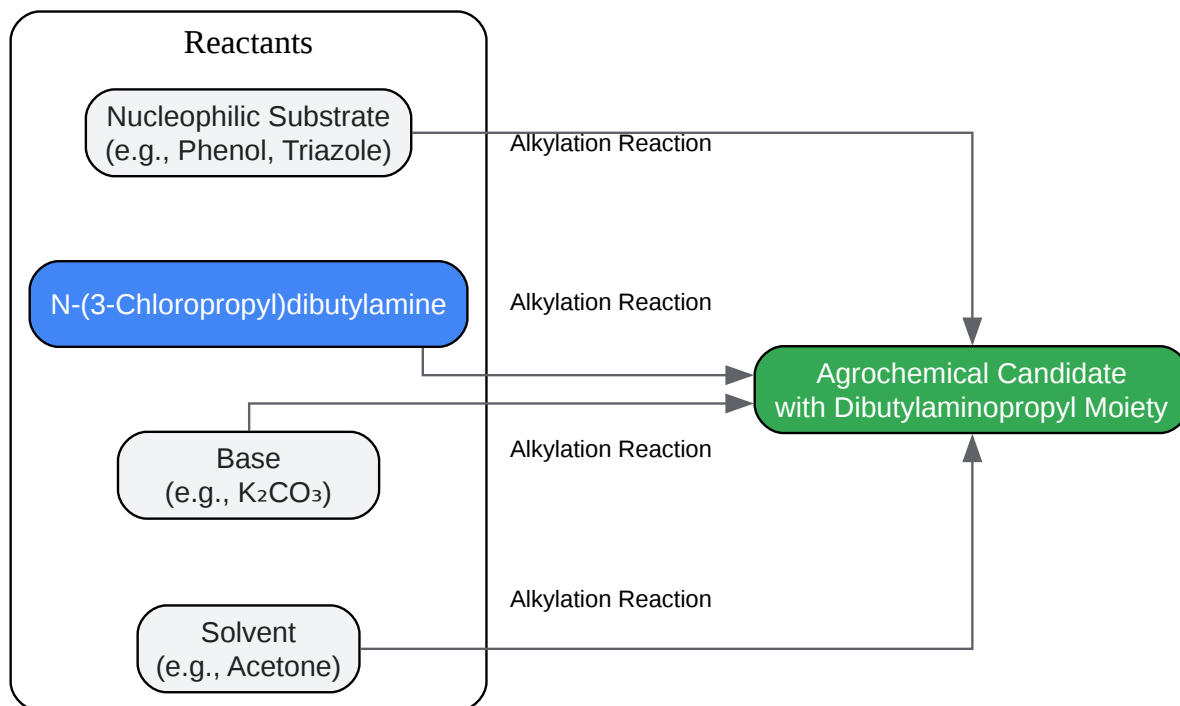 Reactants
Nucleophilic Substrate
(e.g., Phenol, Triazole)
Alkylation Reaction
N-(3-Chloropropyl)dibutylamine
Alkylation Reaction
Agrochemical Candidate
with Dibutylaminopropyl Moiety
Base
(e.g., K₂CO₃)
Alkylation Reaction
Solvent
(e.g., Acetone)
Alkylation Reaction